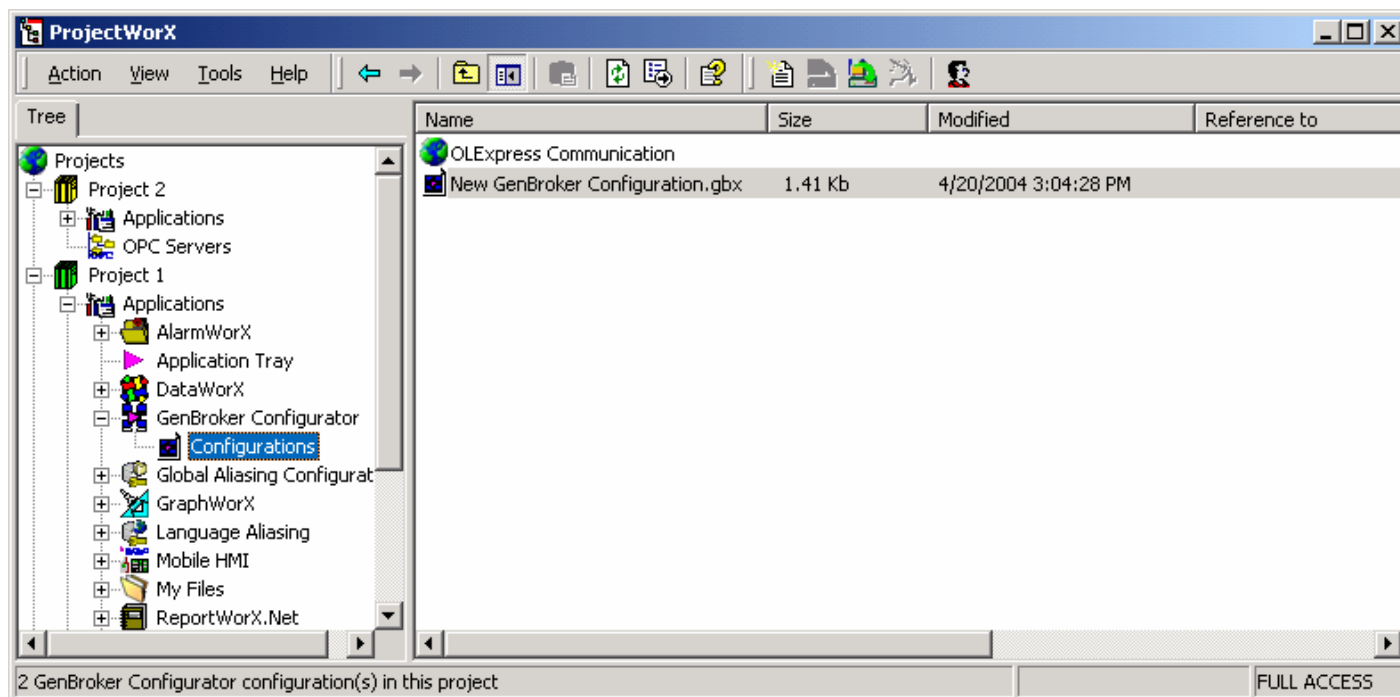 ProjectWorX
Action View Tools Help
Tree
Name Size Modified Reference to
Projects
Project 2
Applications
OPC Servers
Project 1
Applications
AlarmWorX
Application Tray
DataWorX
GenBroker Configurator
Configurations
Global Aliasing Configurat
GraphWorX
Language Aliasing
Mobile HMI
My Files
ReportWorX.Net
OLExpress Communication
New GenBroker Configuration.gbx 1.41 Kb 4/20/2004 3:04:28 PM
2 GenBroker Configurator configuration(s) in this project FULL ACCESS